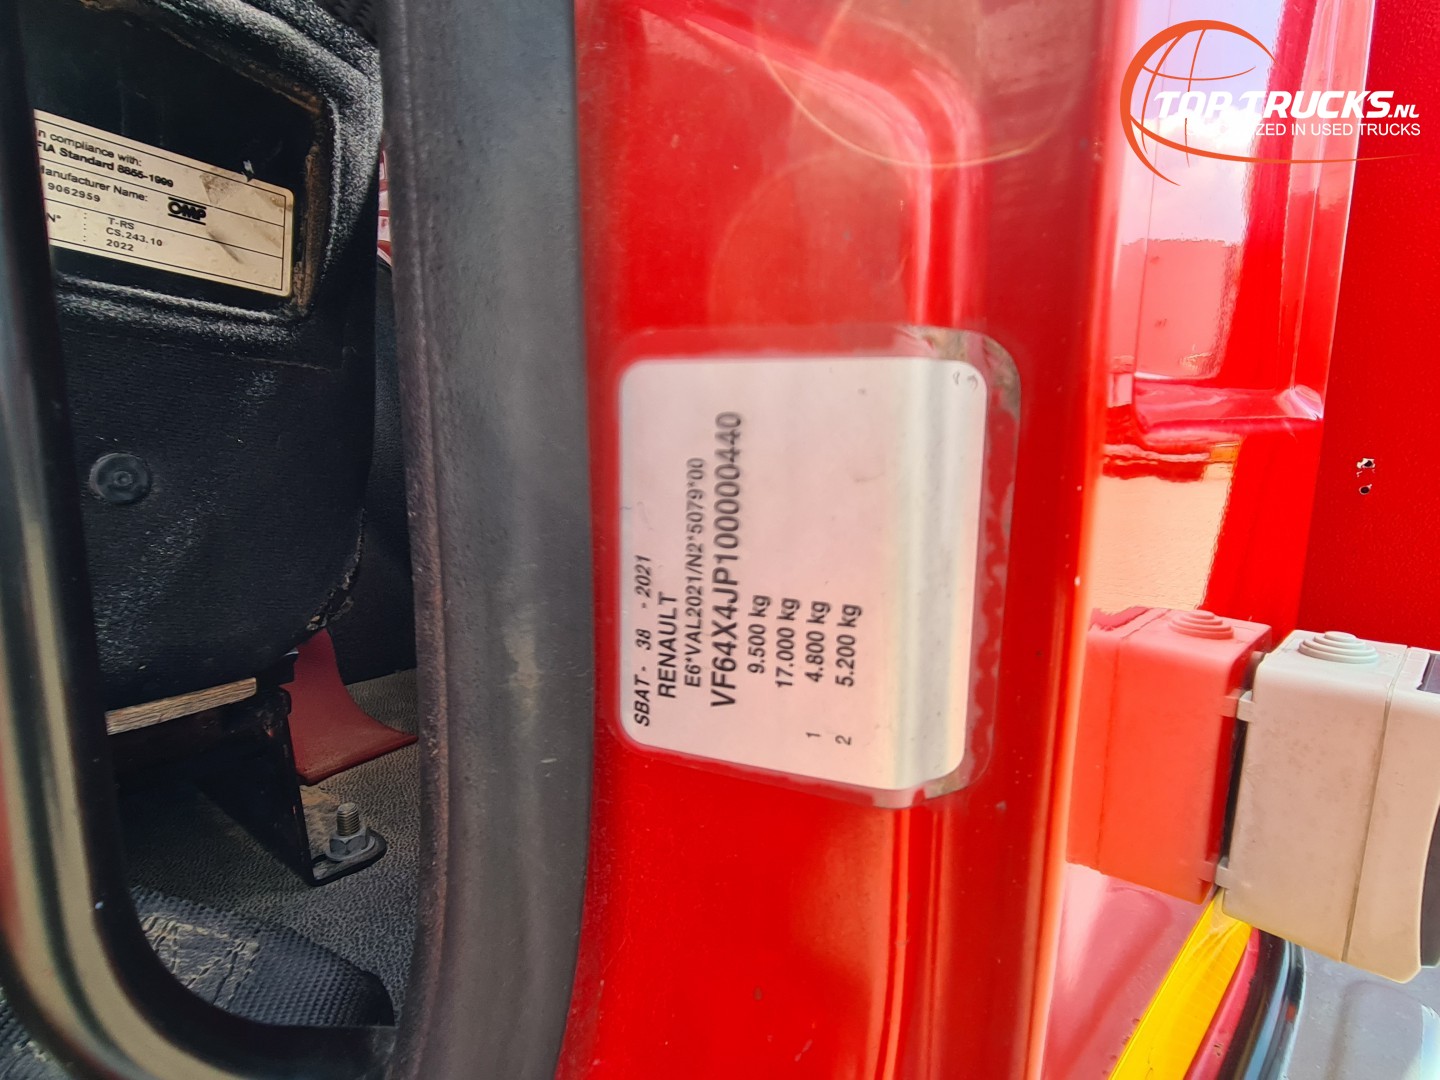 n compliance with:
FIA Standard 8855-1999
Manufacturer Name:
OMP
9062959
N° : T-RS
: CS.243.10
: 2022
SBAT - 38 - 2021
RENAULT
E6*VAL2021/N2*5079*00
VF64X4JP100000440
9.500 kg
17.000 kg
1 4.800 kg
2 5.200 kg
TOP TRUCKS.NL
ZED IN USED TRUCKS